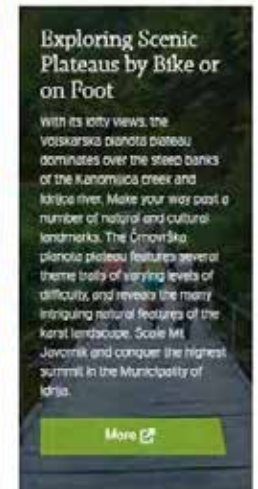 Exploring Scenic
Plateaus by Bike or
on Foot
With its lofty views, the
Vojskarska planota plateau
dominates over the steep banks
of the Kanomljica creek and
Idrijca river. Make your way past a
number of natural and cultural
landmarks. The Črnovrška
planota plateau features several
theme trails of varying levels of
difficulty, and reveals the many
intriguing natural features of the
karst landscape. Scale Mt
Javornik and conquer the highest
summit in the Municipality of
Idrija.
More